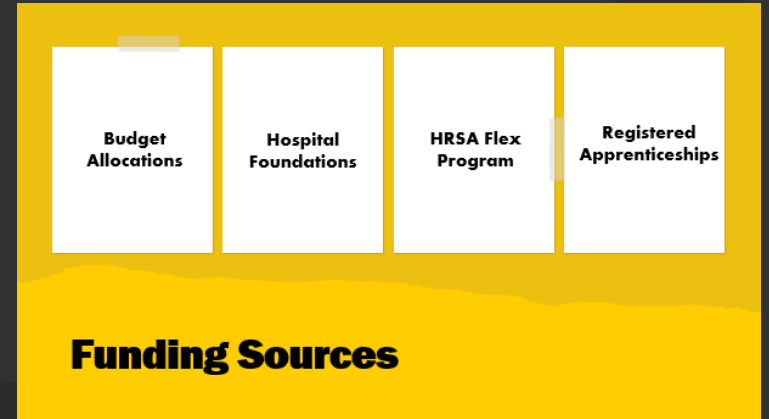 Budget
Allocations
Hospital
Foundations
HRSA Flex
Program
Registered
Apprenticeships
Funding Sources